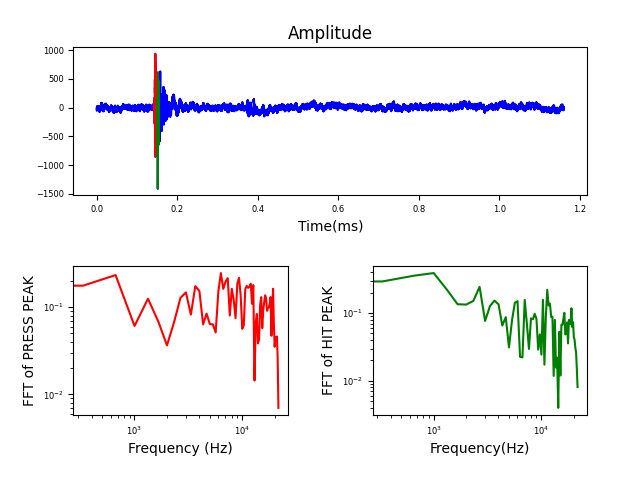 Amplitude
1000
500
0
−500
−1000
−1500
0.0 0.2 0.4 0.6 0.8 1.0 1.2
Time(ms)
FFT of PRESS PEAK
10⁻¹
10⁻²
10³ 10⁴
Frequency (Hz)
FFT of HIT PEAK
10⁻¹
10⁻²
10³ 10⁴
Frequency(Hz)